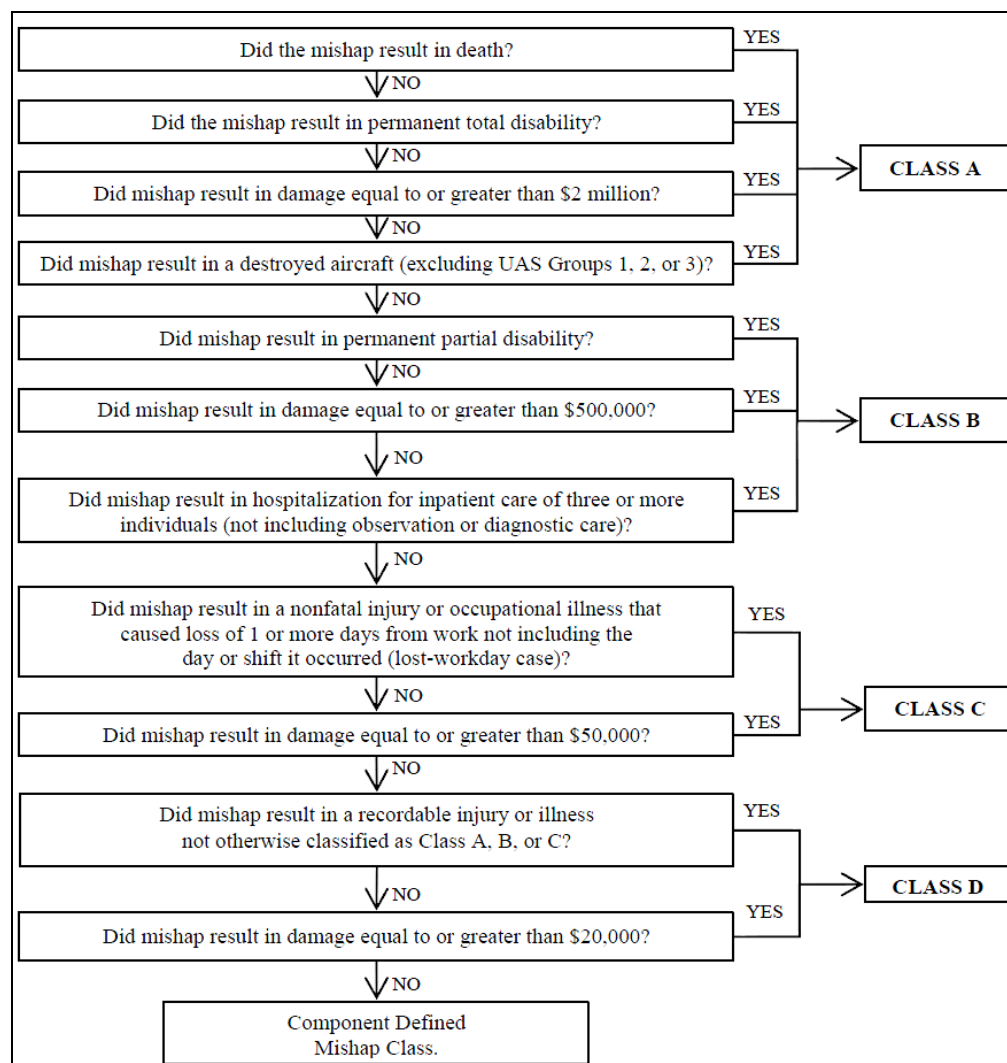 Did the mishap result in death?
YES
NO
Did the mishap result in permanent total disability?
YES
NO
CLASS A
Did mishap result in damage equal to or greater than $2 million?
YES
NO
Did mishap result in a destroyed aircraft (excluding UAS Groups 1, 2, or 3)?
YES
NO
Did mishap result in permanent partial disability?
YES
NO
Did mishap result in damage equal to or greater than $500,000?
YES
CLASS B
NO
Did mishap result in hospitalization for inpatient care of three or more
individuals (not including observation or diagnostic care)?
YES
NO
Did mishap result in a nonfatal injury or occupational illness that
caused loss of 1 or more days from work not including the
day or shift it occurred (lost-workday case)?
YES
NO
CLASS C
Did mishap result in damage equal to or greater than $50,000?
YES
NO
Did mishap result in a recordable injury or illness
not otherwise classified as Class A, B, or C?
YES
NO
CLASS D
Did mishap result in damage equal to or greater than $20,000?
YES
NO
Component Defined
Mishap Class.